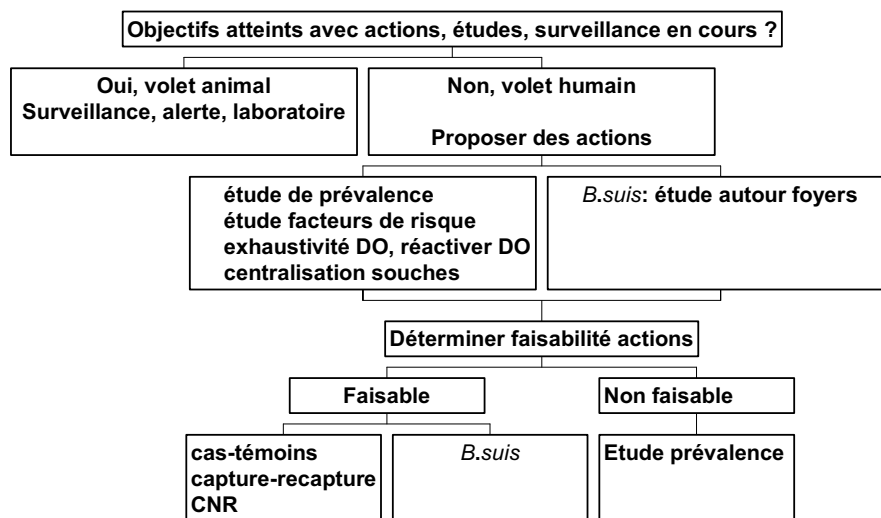 Objectifs atteints avec actions, études, surveillance en cours ?
Oui, volet animal
Surveillance, alerte, laboratoire
Non, volet humain
Proposer des actions
étude de prévalence
étude facteurs de risque
exhaustivité DO, réactiver DO
centralisation souches
B.suis: étude autour foyers
Déterminer faisabilité actions
Faisable
Non faisable
cas-témoins
capture-recapture
CNR
B.suis
Etude prévalence